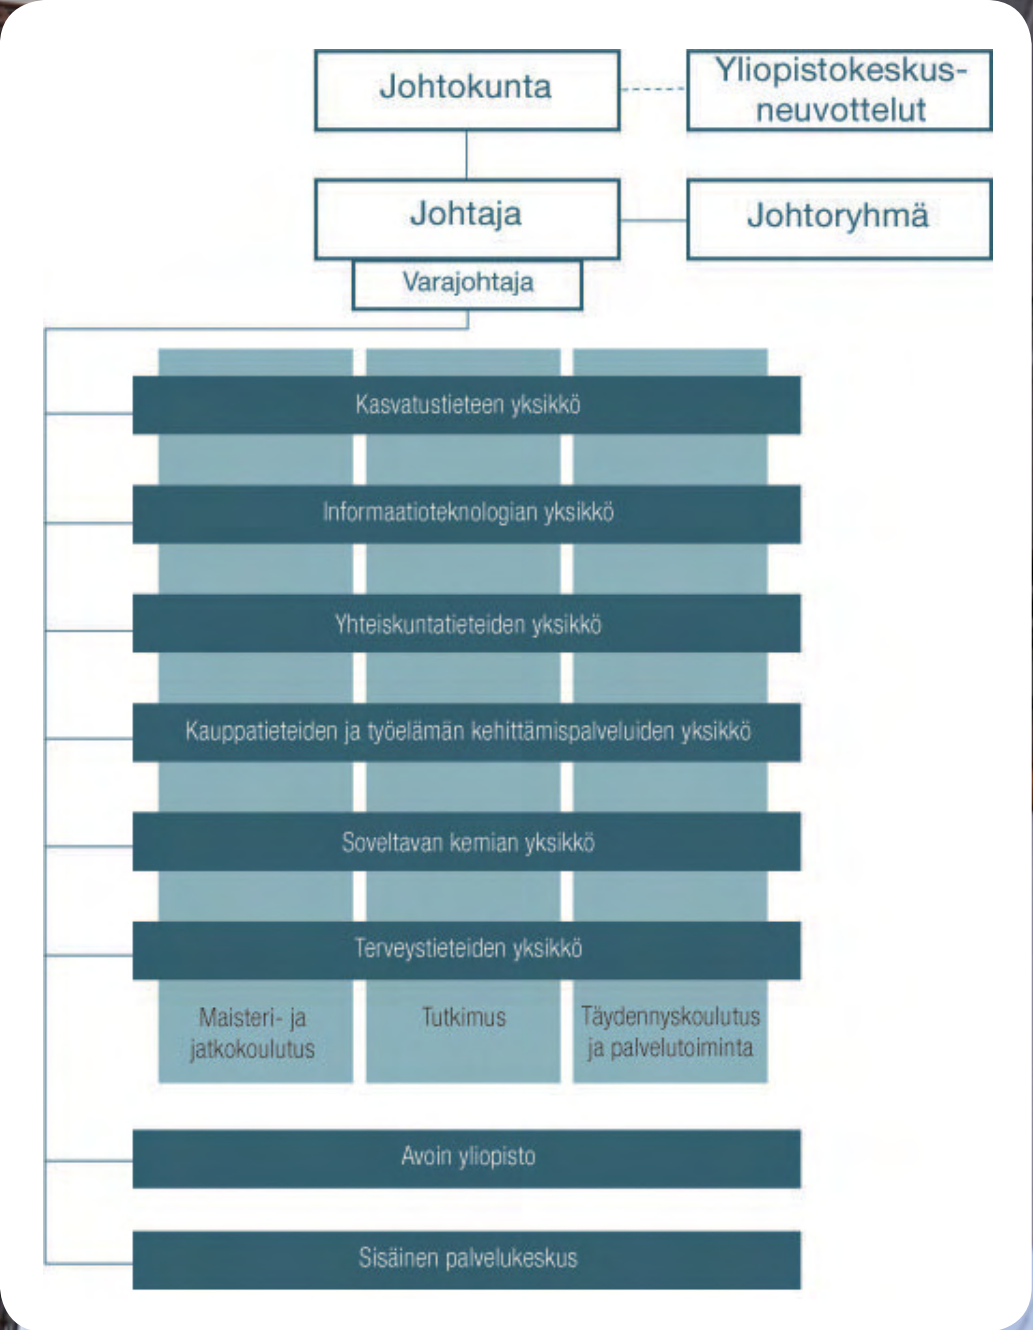 Johtokunta
Yliopistokeskus-
neuvottelut
Johtaja
Johtoryhmä
Varajohtaja
Kasvatustieteen yksikkö
Informaatioteknologian yksikkö
Yhteiskuntatieteiden yksikkö
Kauppatieteiden ja työelämän kehittämispalveluiden yksikkö
Soveltavan kemian yksikkö
Terveystieteiden yksikkö
Maisteri- ja
jatkokoulutus
Tutkimus
Täydennyskoulutus
ja palvelutoiminta
Avoin yliopisto
Sisäinen palvelukeskus